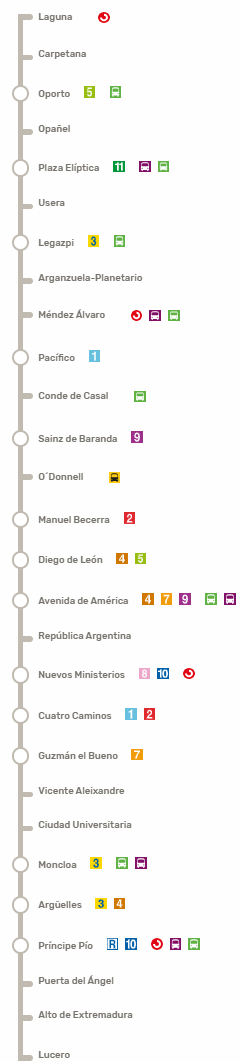 Laguna
Carpetana
Oporto 5
Opañel
Plaza Elíptica 11
Usera
Legazpi 3
Arganzuela-Planetario
Méndez Álvaro
Pacífico 1
Conde de Casal
Sainz de Baranda 9
O´Donnell
Manuel Becerra 2
Diego de León 4 5
Avenida de América 4 7 9
República Argentina
Nuevos Ministerios 8 10
Cuatro Caminos 1 2
Guzmán el Bueno 7
Vicente Aleixandre
Ciudad Universitaria
Moncloa 3
Argüelles 3 4
Príncipe Pío R 10
Puerta del Ángel
Alto de Extremadura
Lucero